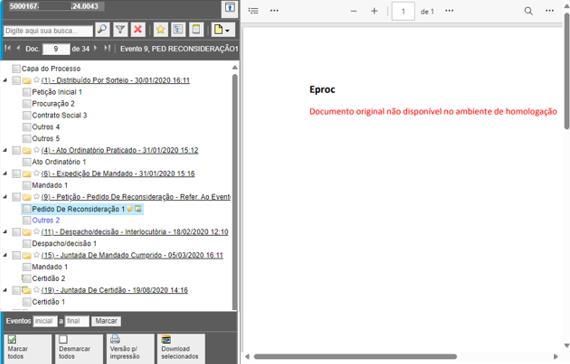 5000167- .24.0043
Digite aqui sua busca...
Doc. 9 de 34 Evento 9, PED RECONSIDERAÇÃO1
Capa do Processo
(1) - Distribuído Por Sorteio - 30/01/2020 16:11
Petição Inicial 1
Procuração 2
Contrato Social 3
Outros 4
Outros 5
(4) - Ato Ordinatório Praticado - 31/01/2020 15:12
Ato Ordinatório 1
(6) - Expedição De Mandado - 31/01/2020 15:16
Mandado 1
(9) - Petição - Pedido De Reconsideração - Refer. Ao Evento
Pedido De Reconsideração 1
Outros 2
(11) - Despacho/decisão - Interlocutória - 18/02/2020 12:10
Despacho/decisão 1
(15) - Juntada De Mandado Cumprido - 05/03/2020 16:11
Mandado 1
Certidão 2
(19) - Juntada De Certidão - 19/08/2020 14:16
Certidão 1
Eventos inicial a final Marcar
Marcar todos
Desmarcar todos
Versão p/ impressão
Download selecionados
1 de 1
Eproc
Documento original não disponível no ambiente de homologação